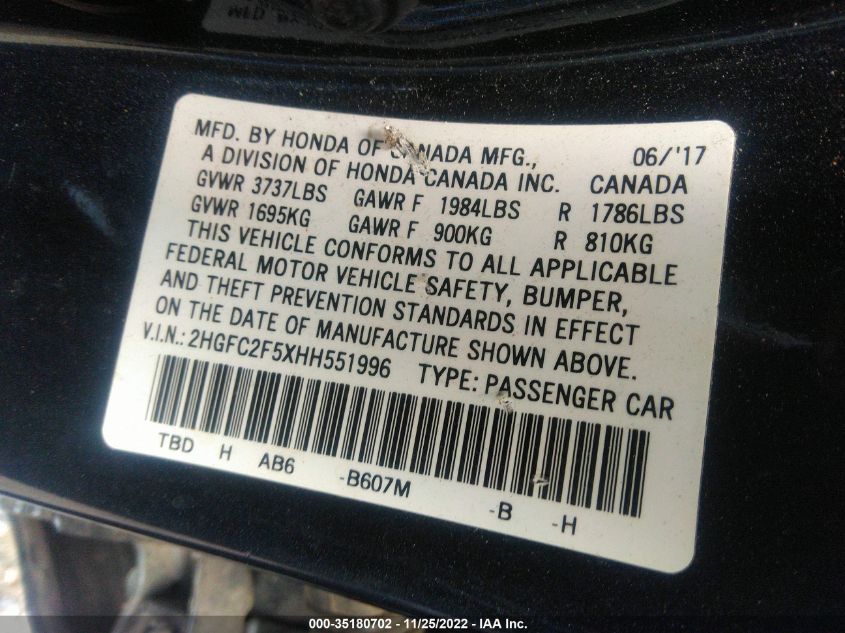 MFD. BY HONDA OF CANADA MFG., 06/'17
A DIVISION OF HONDA CANADA INC. CANADA
GVWR 3737LBS GAWR F 1984LBS R 1786LBS
GVWR 1695KG GAWR F 900KG R 810KG
THIS VEHICLE CONFORMS TO ALL APPLICABLE
FEDERAL MOTOR VEHICLE SAFETY, BUMPER,
AND THEFT PREVENTION STANDARDS IN EFFECT
ON THE DATE OF MANUFACTURE SHOWN ABOVE.
V.I.N.: 2HGFC2F5XHH551996 TYPE: PASSENGER CAR
TBD H AB6 -B607M -B -H
000-35180702 - 11/25/2022 - IAA Inc.